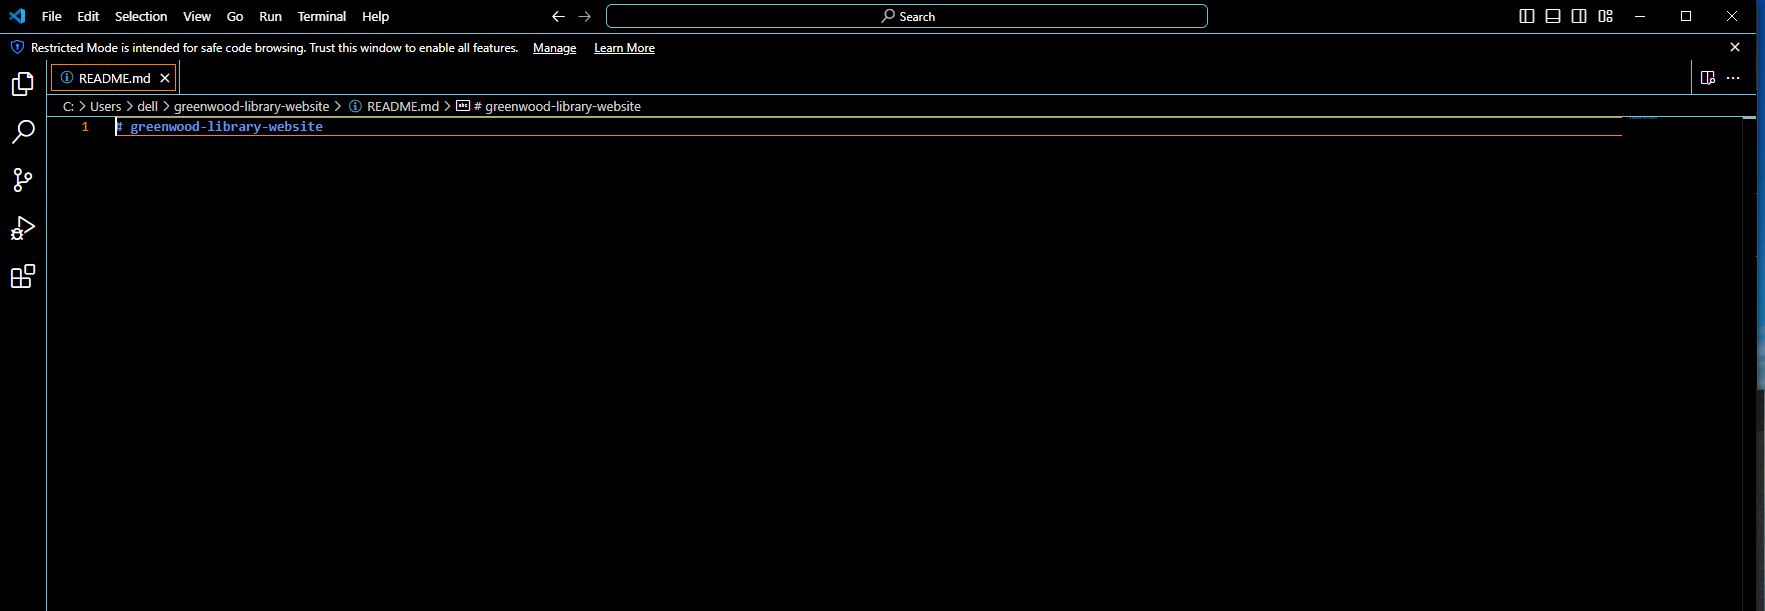 File Edit Selection View Go Run Terminal Help Search
Restricted Mode is intended for safe code browsing. Trust this window to enable all features. Manage Learn More
README.md
C: > Users > dell > greenwood-library-website > README.md > # greenwood-library-website
1 # greenwood-library-website